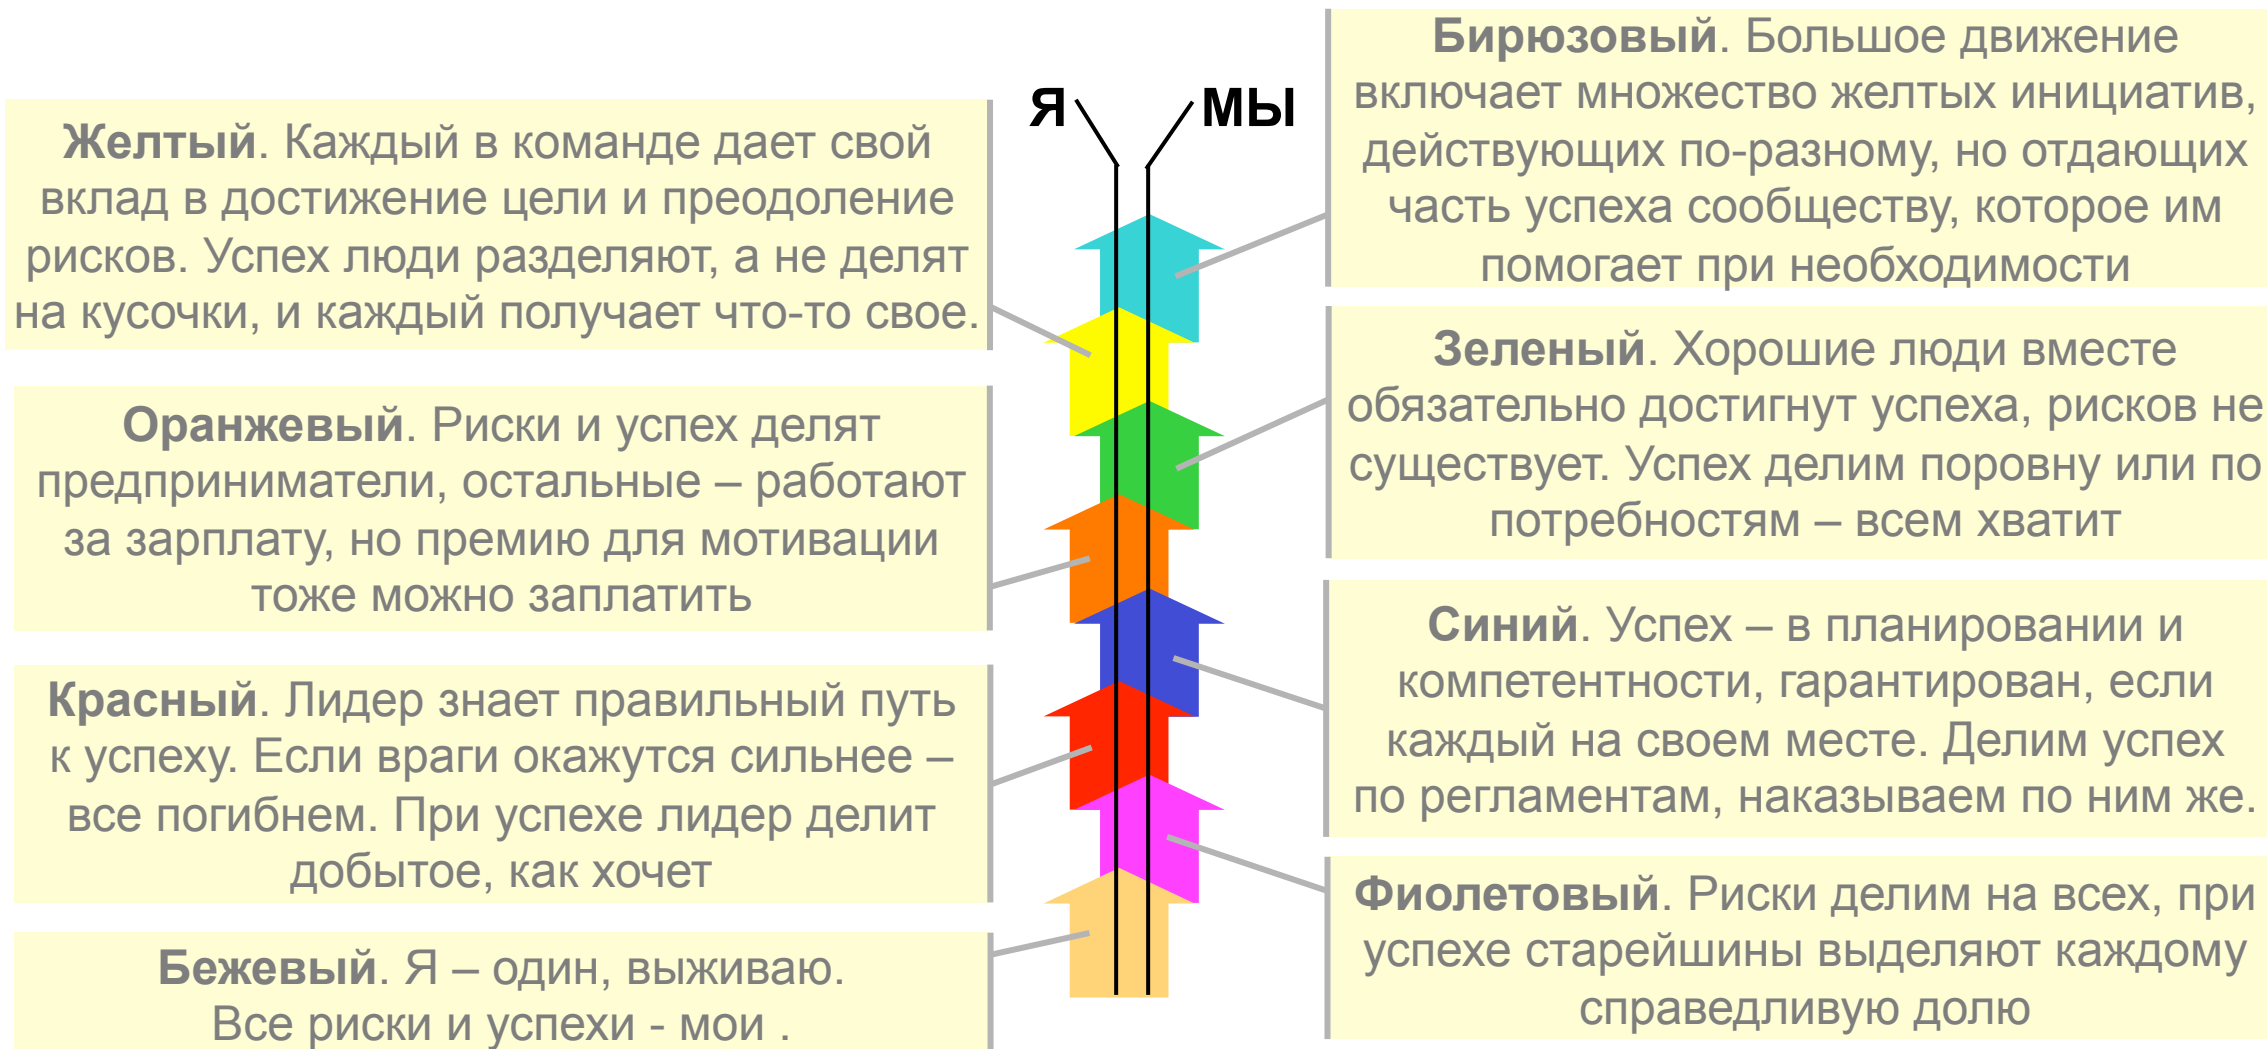 Я
МЫ
Бирюзовый. Большое движение
включает множество желтых инициатив,
действующих по-разному, но отдающих
часть успеха сообществу, которое им
помогает при необходимости
Желтый. Каждый в команде дает свой
вклад в достижение цели и преодоление
рисков. Успех люди разделяют, а не делят
на кусочки, и каждый получает что-то свое.
Зеленый. Хорошие люди вместе
обязательно достигнут успеха, рисков не
существует. Успех делим поровну или по
потребностям – всем хватит
Оранжевый. Риски и успех делят
предприниматели, остальные – работают
за зарплату, но премию для мотивации
тоже можно заплатить
Синий. Успех – в планировании и
компетентности, гарантирован, если
каждый на своем месте. Делим успех
по регламентам, наказываем по ним же.
Красный. Лидер знает правильный путь
к успеху. Если враги окажутся сильнее –
все погибнем. При успехе лидер делит
добытое, как хочет
Фиолетовый. Риски делим на всех, при
успехе старейшины выделяют каждому
справедливую долю
Бежевый. Я – один, выживаю.
Все риски и успехи - мои .